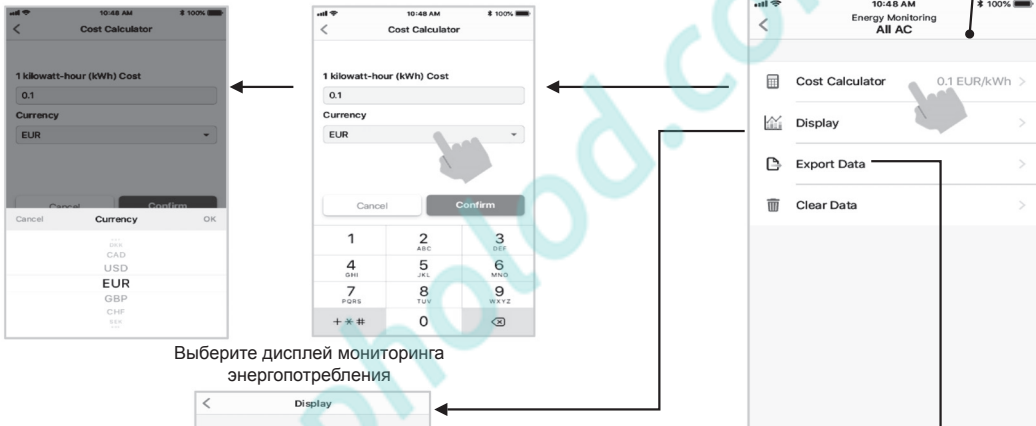 10:48 AM
100%
Cost Calculator
1 kilowatt-hour (kWh) Cost
0.1
Currency
EUR
Cancel
Confirm
Cancel
Currency
OK
DKK
CAD
USD
EUR
GBP
CHF
SEK
10:48 AM
100%
Cost Calculator
1 kilowatt-hour (kWh) Cost
0.1
Currency
EUR
Cancel
Confirm
1
2
ABC
3
DEF
4
GHI
5
JKL
6
MNO
7
PQRS
8
TUV
9
WXYZ
+*#
0
10:48 AM
100%
Energy Monitoring
All AC
Cost Calculator
0.1 EUR/kWh >
Display >
Export Data >
Clear Data >
Выберите дисплей мониторинга
энергопотребления
Display